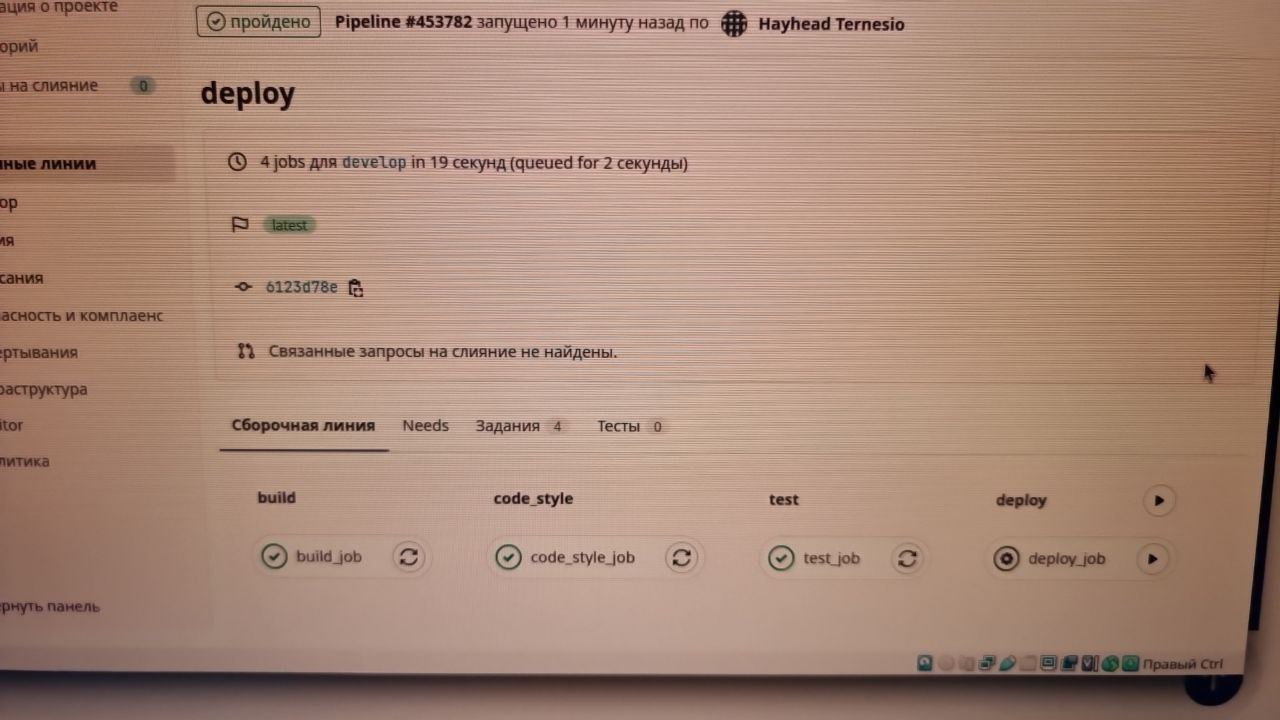 ация о проекте
пройдено Pipeline #453782 запущено 1 минуту назад по Hayhead Ternesio
орий
ы на слияние 0
deploy
ные линии
4 jobs для develop in 19 секунд (queued for 2 секунды)
ор
latest
ия
сания
6123d78e
асность и комплаенс
ертывания
Связанные запросы на слияние не найдены.
раструктура
itor
Сборочная линия Needs Задания 4 Тесты 0
литика
build code_style test deploy
build_job code_style_job test_job deploy_job
ернуть панель
Правый Ctrl